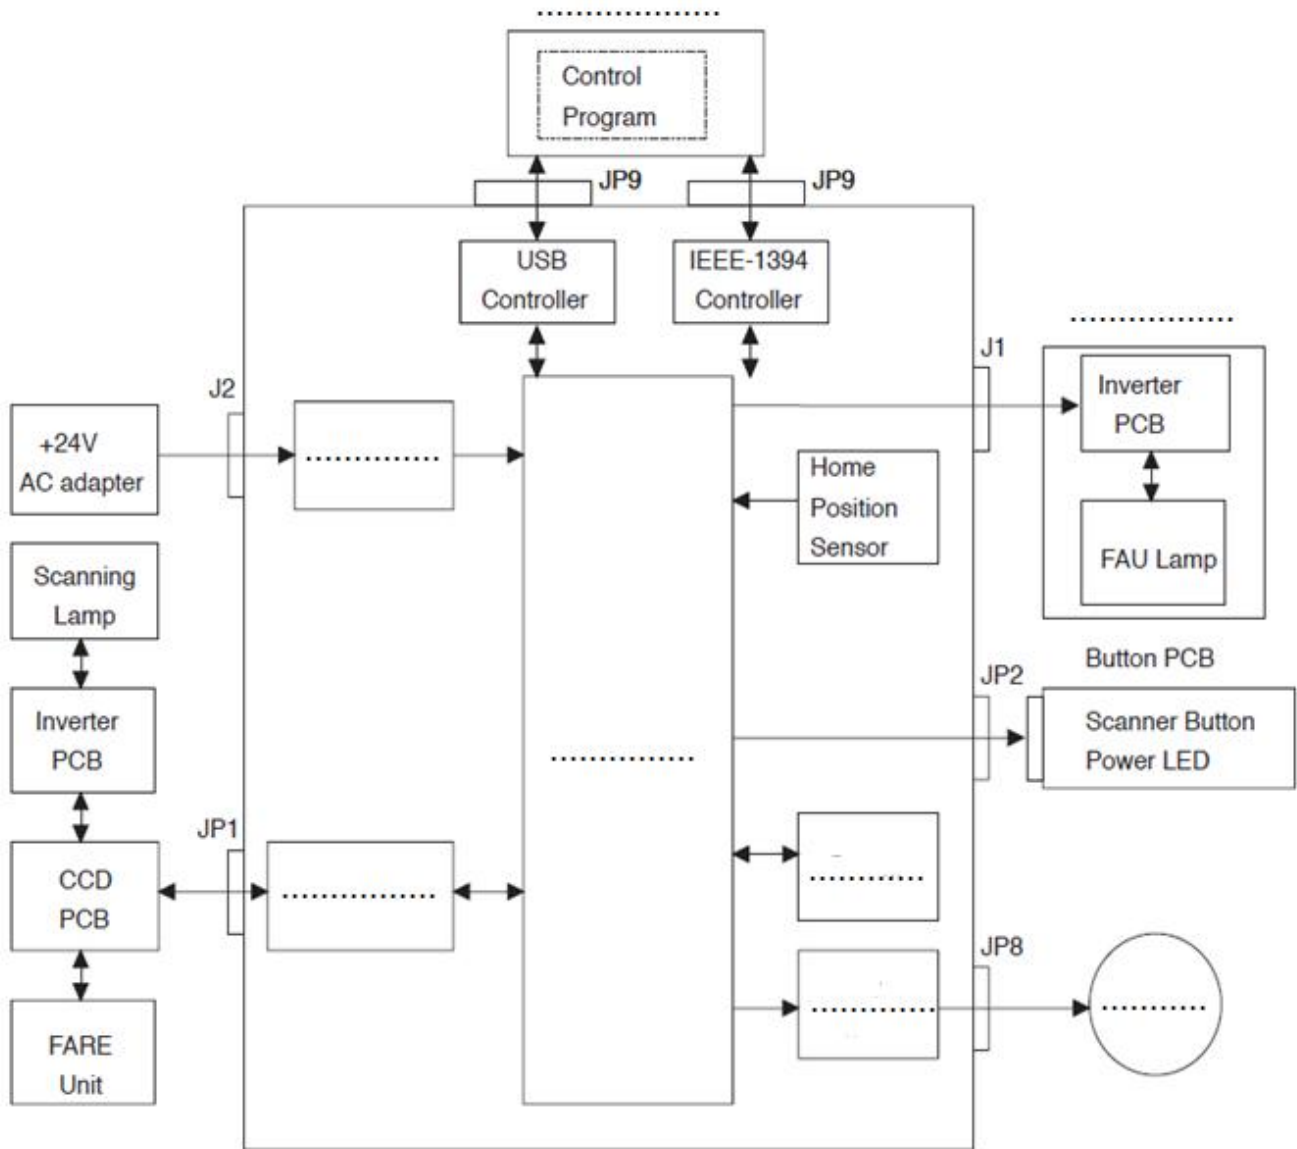 ..................
Control
Program
JP9
JP9
USB
Controller
IEEE-1394
Controller
J1
................
Inverter
PCB
FAU Lamp
J2
+24V
AC adapter
..............
Home
Position
Sensor
Scanning
Lamp
Inverter
PCB
JP2
Button PCB
Scanner Button
Power LED
..............
JP1
CCD
PCB
................
............
JP8
.............
...........
FARE
Unit